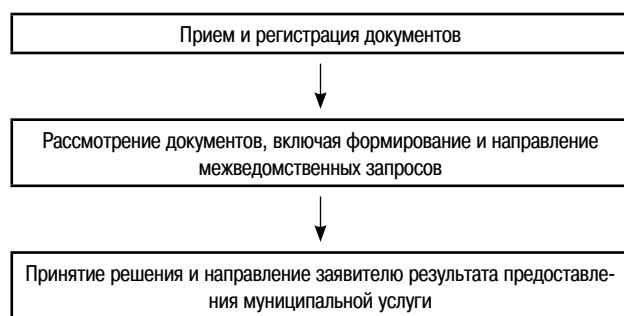 Прием и регистрация документов
Рассмотрение документов, включая формирование и направление
межведомственных запросов
Принятие решения и направление заявителю результата предоставле-
ния муниципальной услуги